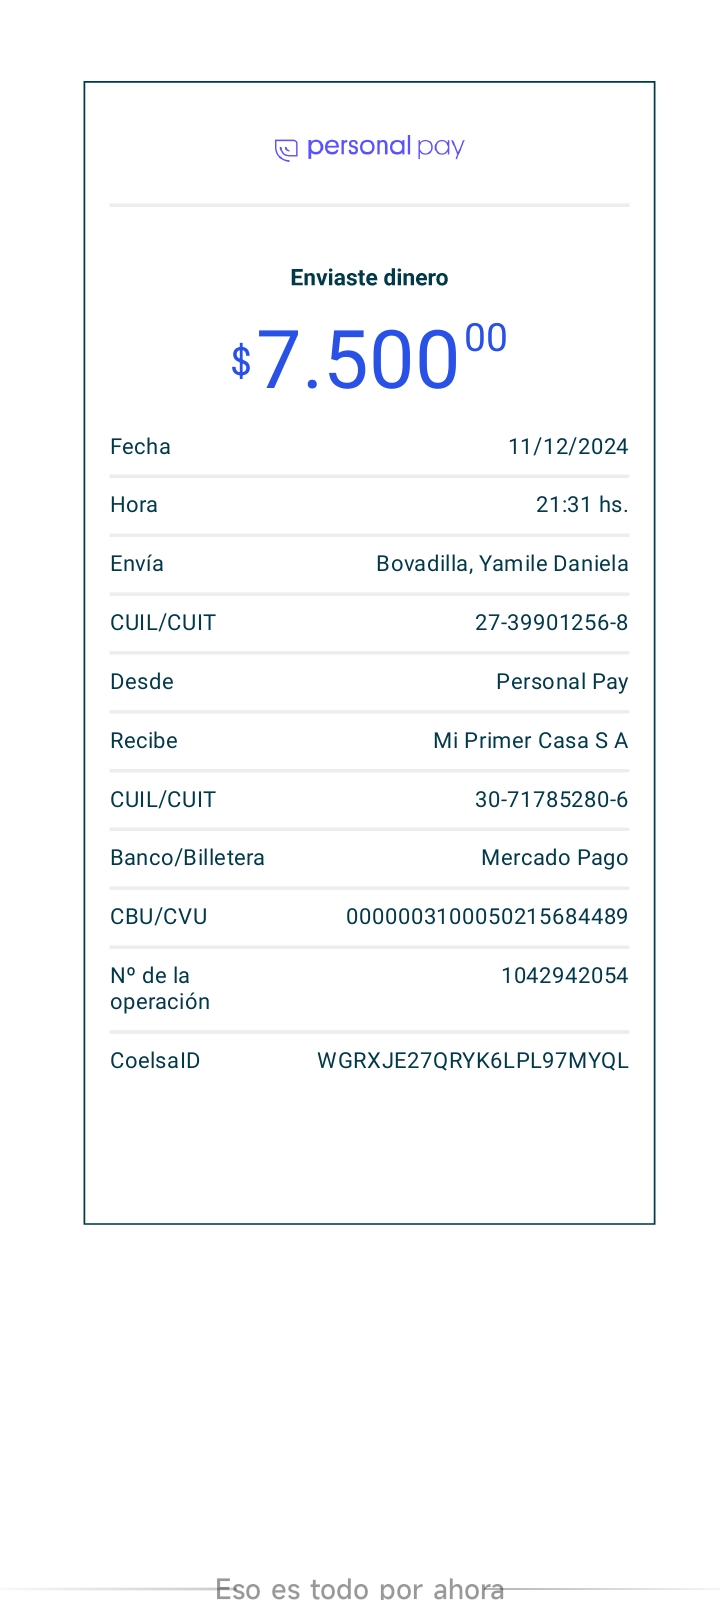 personal pay
Enviaste dinero
$7.50000
Fecha 11/12/2024
Hora 21:31 hs.
Envía Bovadilla, Yamile Daniela
CUIL/CUIT 27-39901256-8
Desde Personal Pay
Recibe Mi Primer Casa S A
CUIL/CUIT 30-71785280-6
Banco/Billetera Mercado Pago
CBU/CVU 0000003100050215684489
Nº de la 1042942054
operación
CoelsaID WGRXJE27QRYK6LPL97MYQL
Eso es todo por ahora